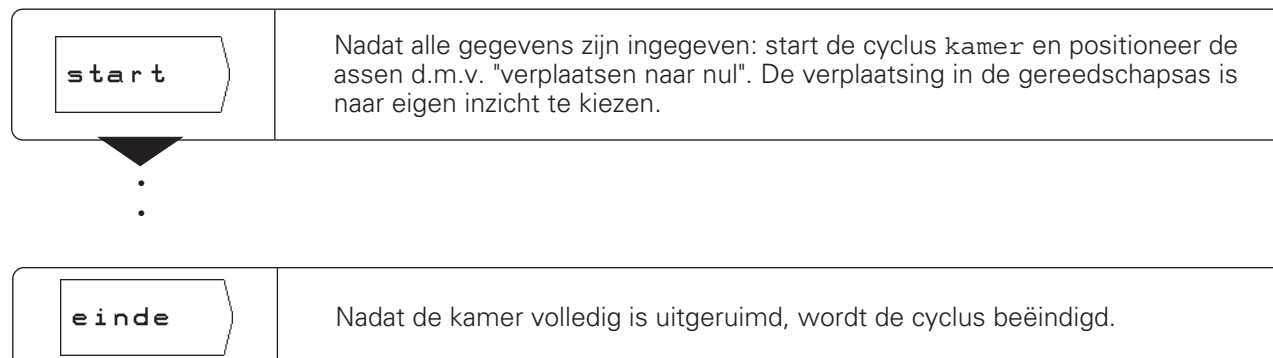 start
Nadat alle gegevens zijn ingegeven: start de cyclus kamer en positioneer de
assen d.m.v. "verplaatsen naar nul". De verplaatsing in de gereedschapsas is
naar eigen inzicht te kiezen.
einde
Nadat de kamer volledig is uitgeruimd, wordt de cyclus beëindigd.